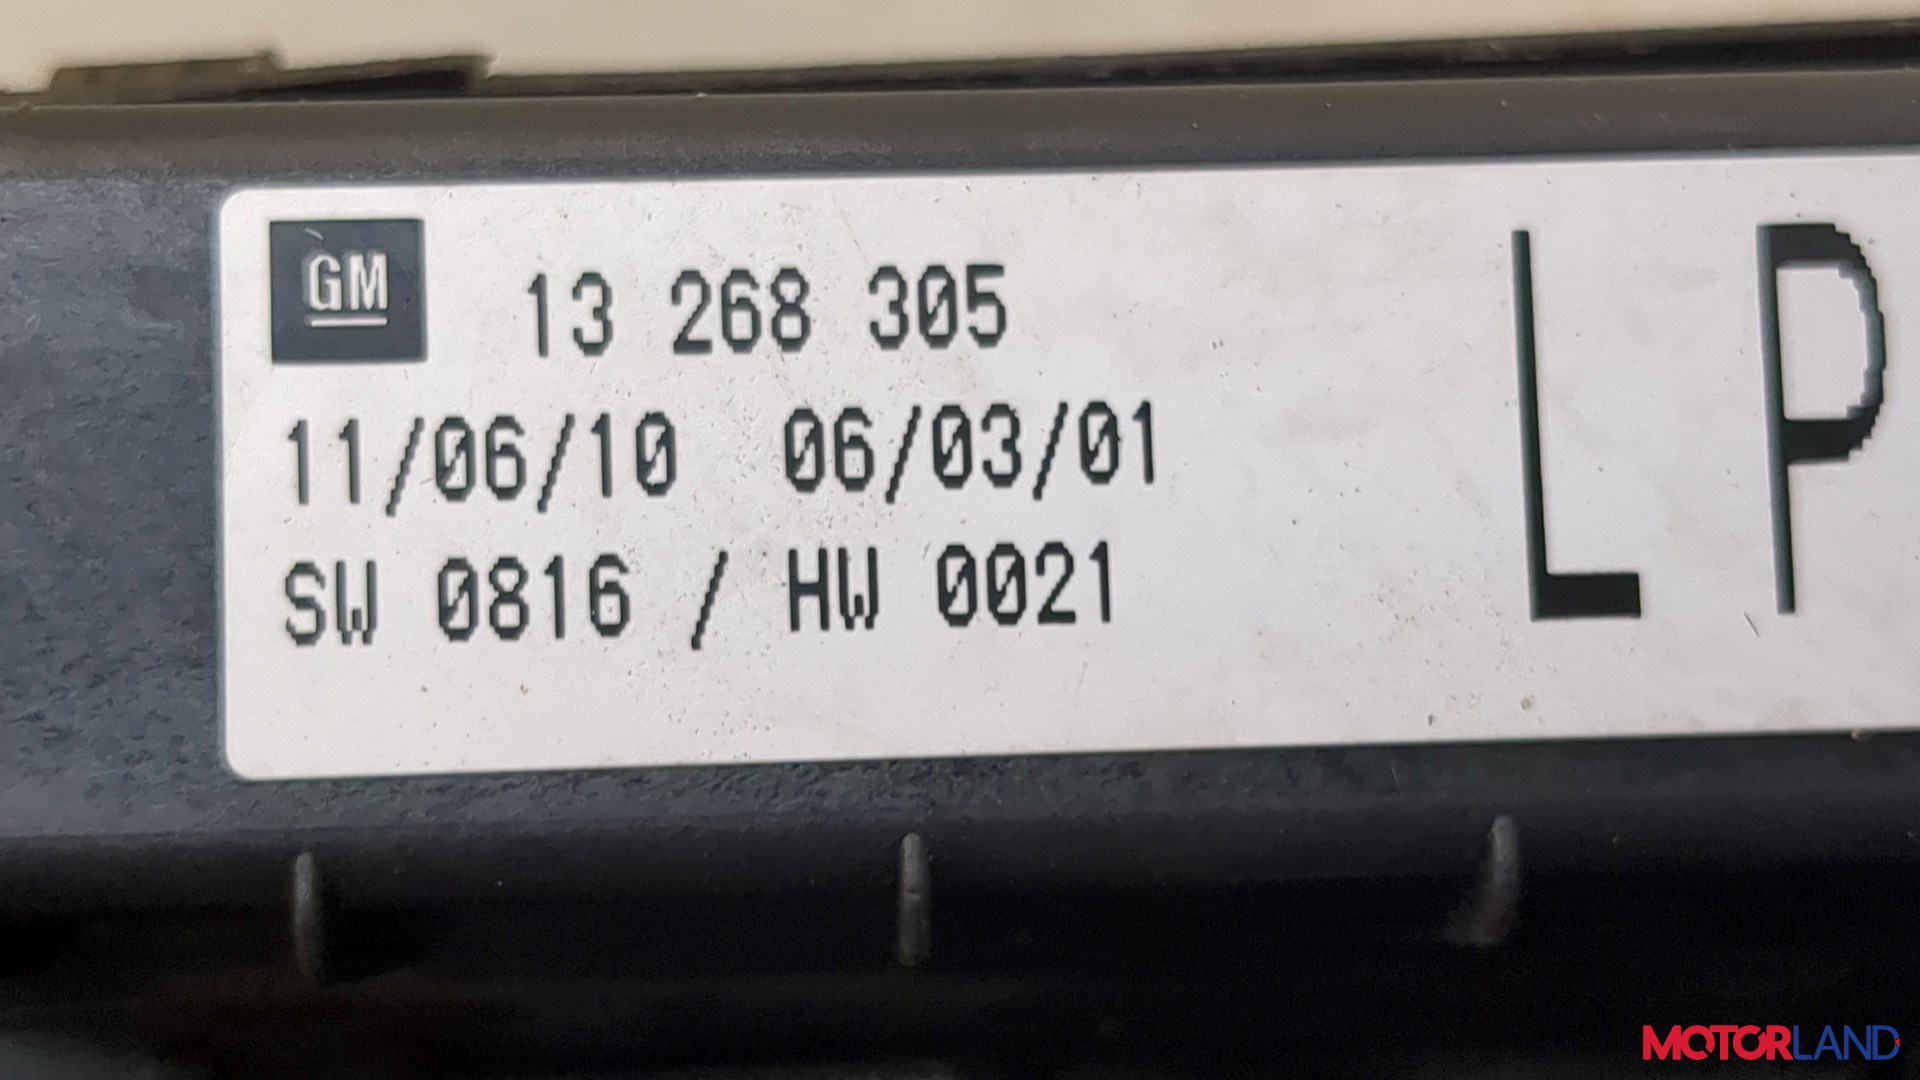 GM 13 268 305
11/06/10 06/03/01
SW 0816 / HW 0021
LP
MOTORLAND